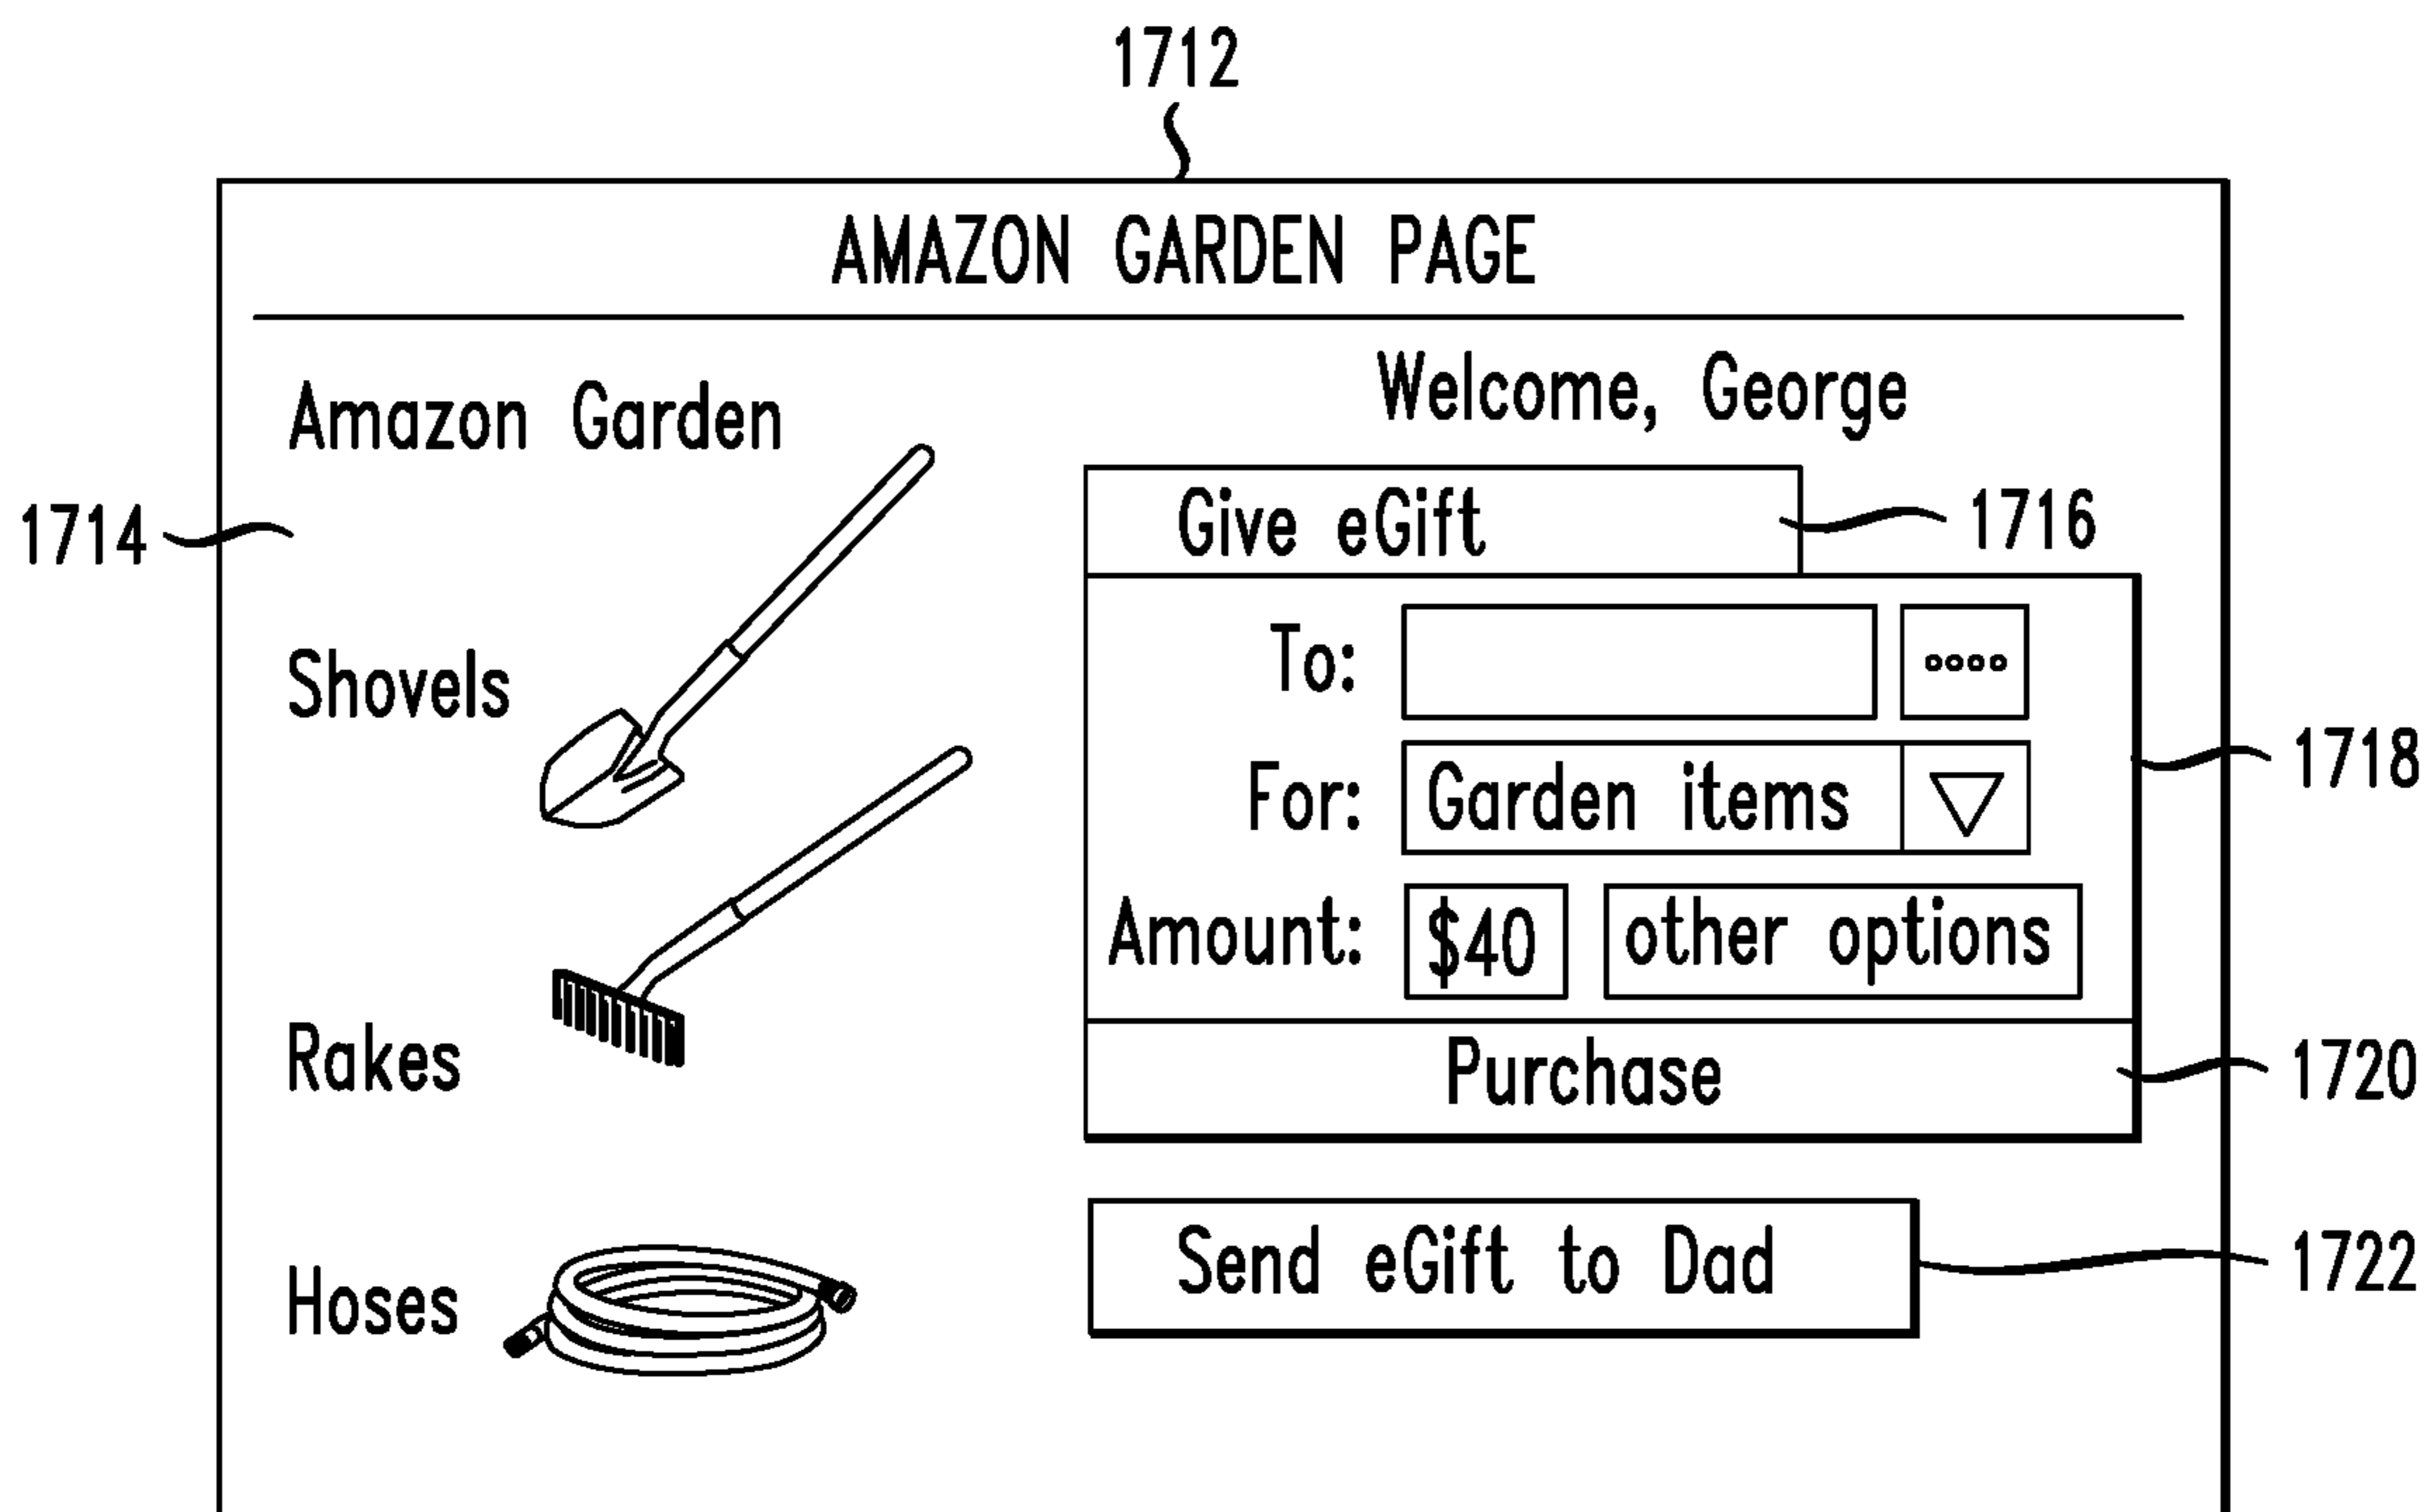 1712
AMAZON GARDEN PAGE
Welcome, George
Amazon Garden
1714
Give eGift
1716
To:
Shovels
1718
For: Garden items
Amount: $40 other options
Rakes
Purchase
1720
Send eGift to Dad
1722
Hoses